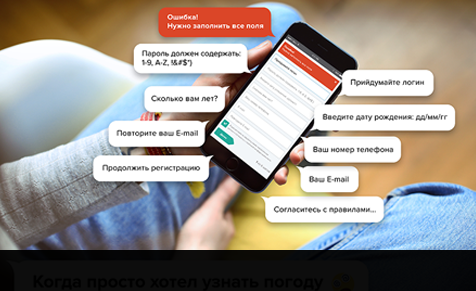 Ошибка!
Нужно заполнить все поля
Пароль должен содержать:
1-9, A-Z, !&#$*)
Прийдумайте логин
Сколько вам лет?
Введите дату рождения: дд/мм/гг
Повторите ваш E-mail
Ваш номер телефона
Продолжить регистрацию
Ваш E-mail
Согласитесь с правилами...
Когда просто хотел узнать погоду